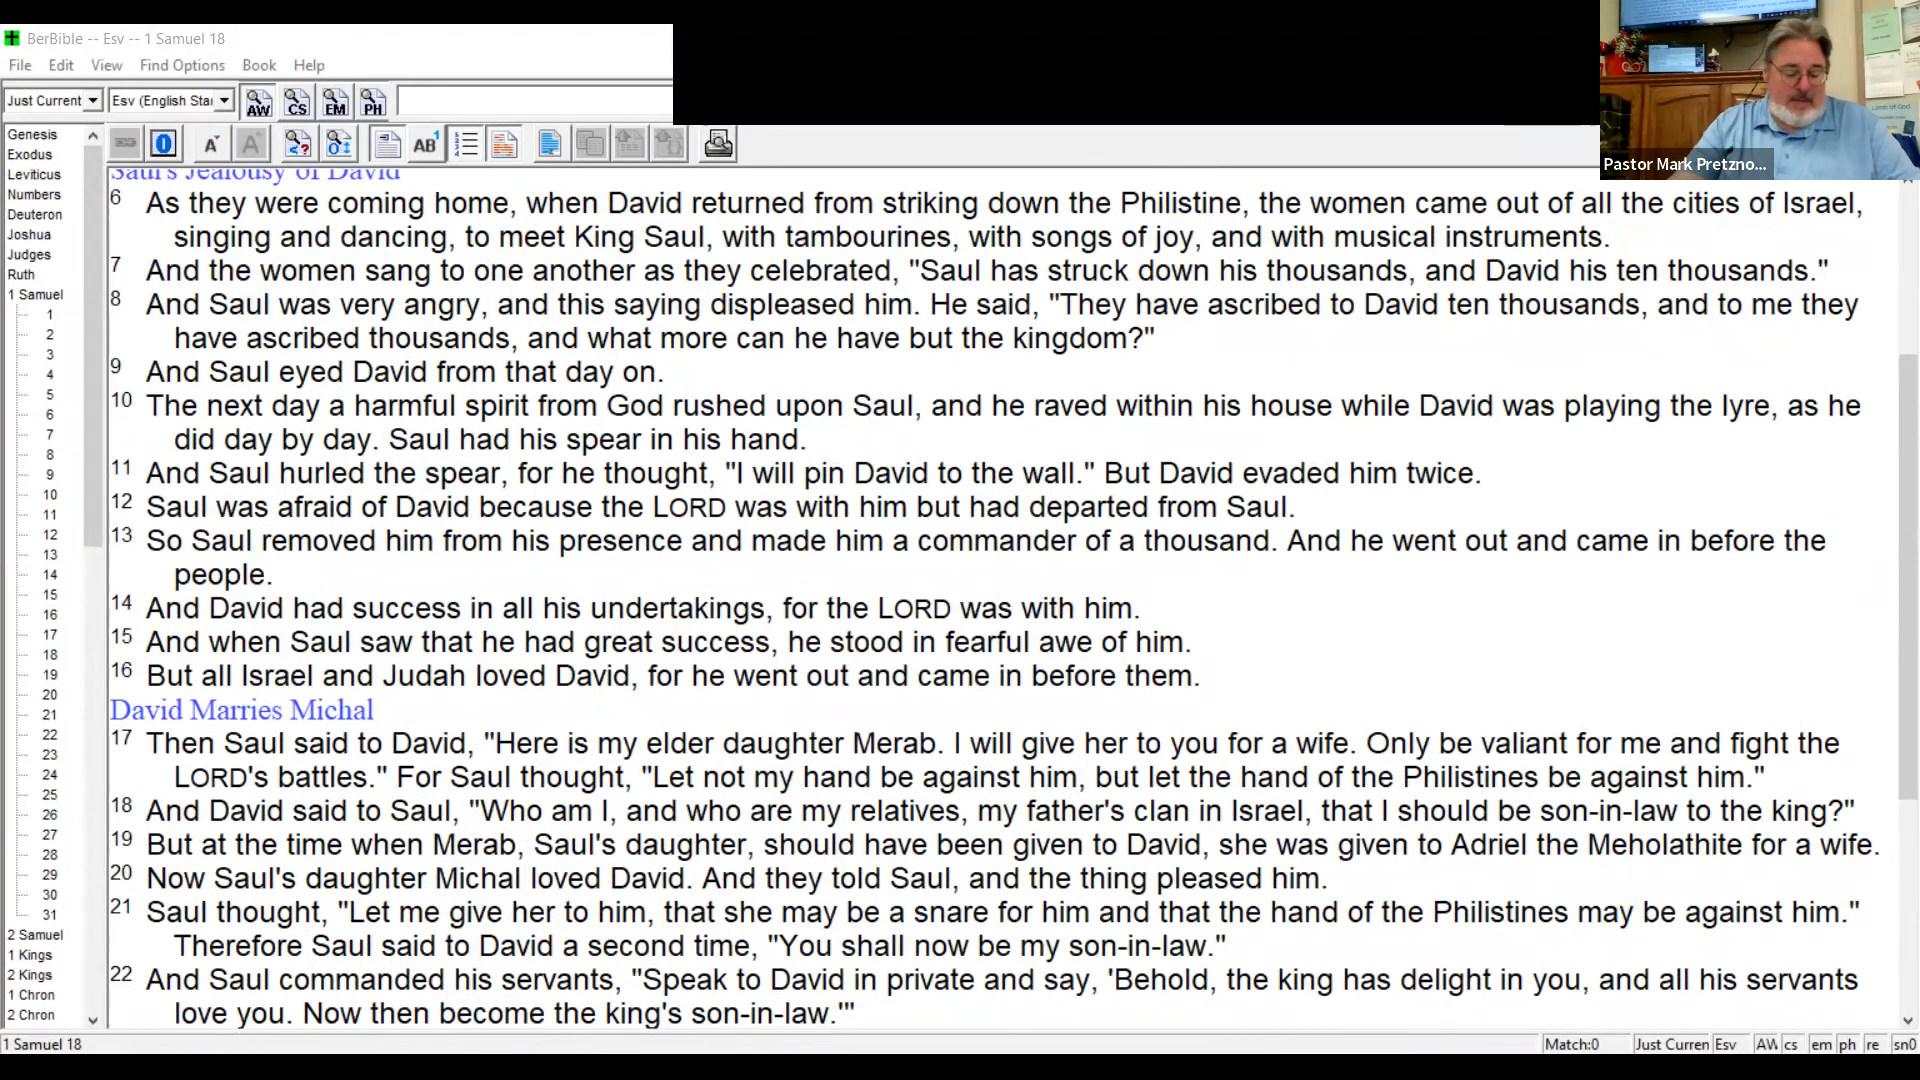 BerBible -- Esv -- 1 Samuel 18
File Edit View Find Options Book Help
Just Current Esv (English Star AW CS EM PH
AB1
Genesis
Exodus
Leviticus
Numbers
Deuteron
Joshua
Judges
Ruth
1 Samuel
1
2
3
4
5
6
7
8
9
10
11
12
13
14
15
16
17
18
19
20
21
22
23
24
25
26
27
28
29
30
31
2 Samuel
1 Kings
2 Kings
1 Chron
2 Chron
Saul's Jealousy of David
6 As they were coming home, when David returned from striking down the Philistine, the women came out of all the cities of Israel,
singing and dancing, to meet King Saul, with tambourines, with songs of joy, and with musical instruments.
7 And the women sang to one another as they celebrated, "Saul has struck down his thousands, and David his ten thousands."
8 And Saul was very angry, and this saying displeased him. He said, "They have ascribed to David ten thousands, and to me they
have ascribed thousands, and what more can he have but the kingdom?"
9 And Saul eyed David from that day on.
10 The next day a harmful spirit from God rushed upon Saul, and he raved within his house while David was playing the lyre, as he
did day by day. Saul had his spear in his hand.
11 And Saul hurled the spear, for he thought, "I will pin David to the wall." But David evaded him twice.
12 Saul was afraid of David because the LORD was with him but had departed from Saul.
13 So Saul removed him from his presence and made him a commander of a thousand. And he went out and came in before the
people.
14 And David had success in all his undertakings, for the LORD was with him.
15 And when Saul saw that he had great success, he stood in fearful awe of him.
16 But all Israel and Judah loved David, for he went out and came in before them.
David Marries Michal
17 Then Saul said to David, "Here is my elder daughter Merab. I will give her to you for a wife. Only be valiant for me and fight the
LORD's battles." For Saul thought, "Let not my hand be against him, but let the hand of the Philistines be against him."
18 And David said to Saul, "Who am I, and who are my relatives, my father's clan in Israel, that I should be son-in-law to the king?"
19 But at the time when Merab, Saul's daughter, should have been given to David, she was given to Adriel the Meholathite for a wife.
20 Now Saul's daughter Michal loved David. And they told Saul, and the thing pleased him.
21 Saul thought, "Let me give her to him, that she may be a snare for him and that the hand of the Philistines may be against him."
Therefore Saul said to David a second time, "You shall now be my son-in-law."
22 And Saul commanded his servants, "Speak to David in private and say, 'Behold, the king has delight in you, and all his servants
love you. Now then become the king's son-in-law.'"
Pastor Mark Pretzno...
1 Samuel 18 Match:0 Just Curren Esv AW cs em ph re sn0